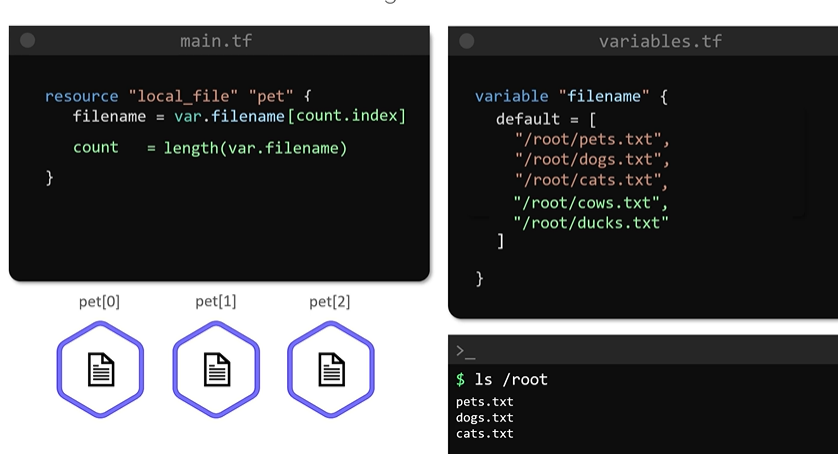 main.tf
resource "local_file" "pet" {
filename = var.filename[count.index]
count = length(var.filename)
}
pet[0] pet[1] pet[2]
variables.tf
variable "filename" {
default = [
"/root/pets.txt",
"/root/dogs.txt",
"/root/cats.txt",
"/root/cows.txt",
"/root/ducks.txt"
]
}
>_
$ ls /root
pets.txt
dogs.txt
cats.txt